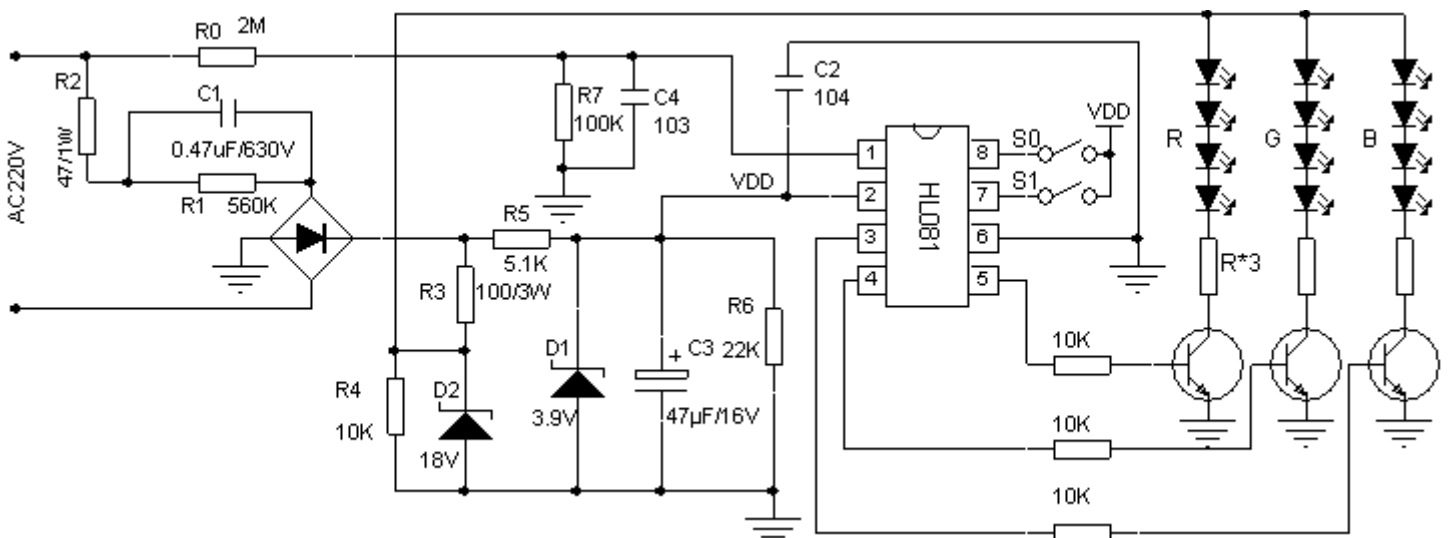 R0 2M
R2
C1
0.47uF/630V
47/1W
R1 560K
AC220V
R7
100K
C4
103
C2
104
VDD
VDD
S0
S1
1
2
3
4
8
7
6
5
HL081
R
G
B
R*3
R5
5.1K
R3
100/3W
R6
22K
D1
3.9V
C3
+
47µF/16V
R4
10K
D2
18V
10K
10K
10K